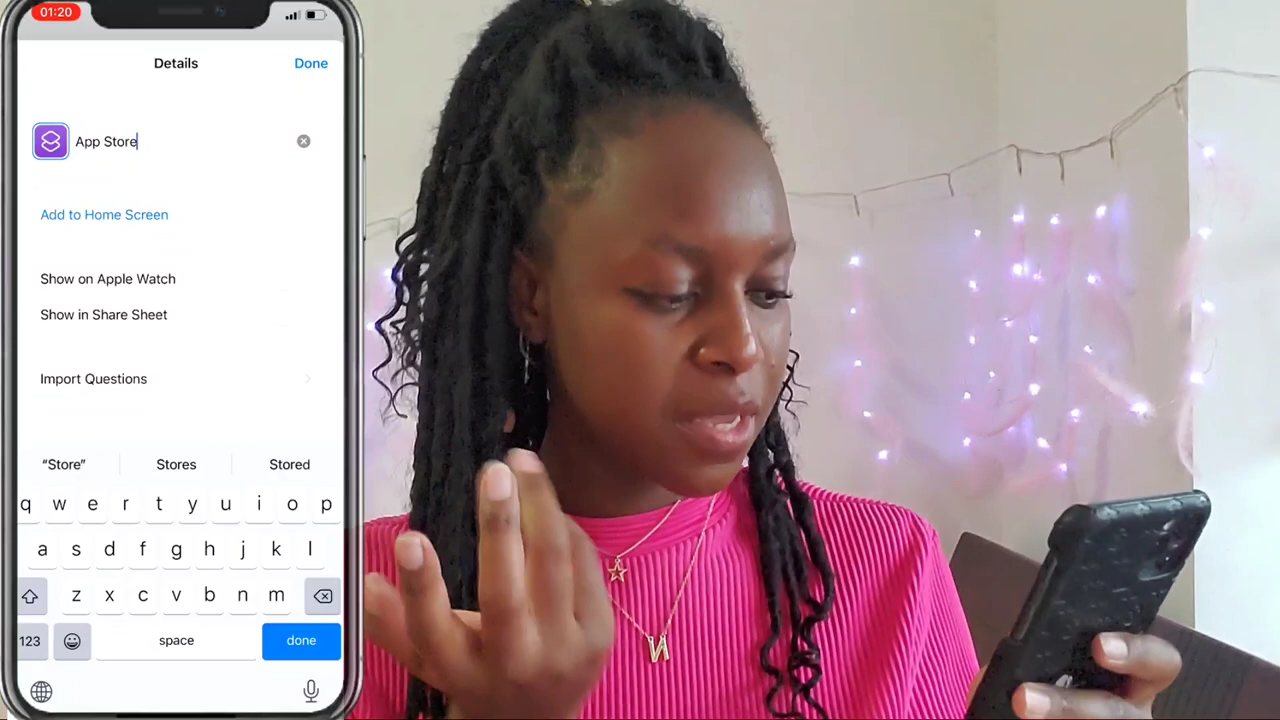 01:20
Details
Done
App Store
Add to Home Screen
Show on Apple Watch
Show in Share Sheet
Import Questions
“Store” Stores Stored
q w e r t y u i o p
a s d f g h j k l
z x c v b n m
123 space done
N